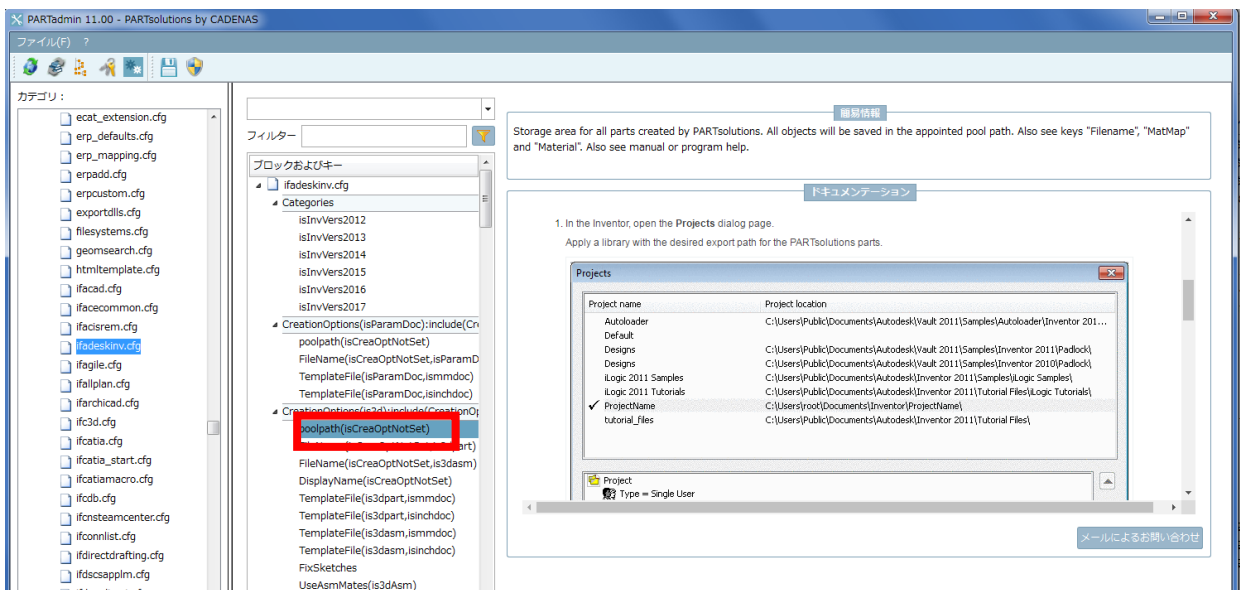 PARTadmin 11.00 - PARTsolutions by CADENAS
ファイル(F) ?
カテゴリ：
ecat_extension.cfg
erp_defaults.cfg
erp_mapping.cfg
erpadd.cfg
erpcustom.cfg
exportdlls.cfg
filesystems.cfg
geomsearch.cfg
htmltemplate.cfg
ifacad.cfg
ifacecommon.cfg
ifacisrem.cfg
ifadeskinv.cfg
ifagile.cfg
ifallplan.cfg
ifarchicad.cfg
ifc3d.cfg
ifcatia.cfg
ifcatia_start.cfg
ifcatiamacro.cfg
ifcdb.cfg
ifcnsteamcenter.cfg
ifconnlist.cfg
ifdirectdrafting.cfg
ifdscsapplm.cfg
フィルター
ブロックおよびキー
ifadeskinv.cfg
Categories
isInvVers2012
isInvVers2013
isInvVers2014
isInvVers2015
isInvVers2016
isInvVers2017
CreationOptions(isParamDoc):include(Cre
poolpath(isCreaOptNotSet)
FileName(isCreaOptNotSet,isParamD
TemplateFile(isParamDoc,ismmdoc)
TemplateFile(isParamDoc,isinchdoc)
CreationOptions(is3d):include(CreationOp
poolpath(isCreaOptNotSet)
FileName(isCreaOptNotSet,is3dpart)
FileName(isCreaOptNotSet,is3dasm)
DisplayName(isCreaOptNotSet)
TemplateFile(is3dpart,ismmdoc)
TemplateFile(is3dpart,isinchdoc)
TemplateFile(is3dasm,ismmdoc)
TemplateFile(is3dasm,isinchdoc)
FixSketches
UseAsmMates(is3dAsm)
簡易情報
Storage area for all parts created by PARTsolutions. All objects will be saved in the appointed pool path. Also see keys "Filename", "MatMap"
and "Material". Also see manual or program help.
ドキュメンテーション
1. In the Inventor, open the Projects dialog page.
Apply a library with the desired export path for the PARTsolutions parts.
Projects
Project name Project location
Autoloader C:\Users\Public\Documents\Autodesk\Vault 2011\Samples\Autoloader\Inventor 201...
Default
Designs C:\Users\Public\Documents\Autodesk\Vault 2011\Samples\Inventor 2011\Padlock\
Designs C:\Users\Public\Documents\Autodesk\Vault 2011\Samples\Inventor 2010\Padlock\
iLogic 2011 Samples C:\Users\Public\Documents\Autodesk\Inventor 2011\Samples\iLogic Samples\
iLogic 2011 Tutorials C:\Users\Public\Documents\Autodesk\Inventor 2011\Tutorial Files\iLogic Tutorials\
✓ ProjectName C:\Users\root\Documents\Inventor\ProjectName\
tutorial_files C:\Users\Public\Documents\Autodesk\Inventor 2011\Tutorial Files\
Project
Type = Single User
メールによるお問い合わせ